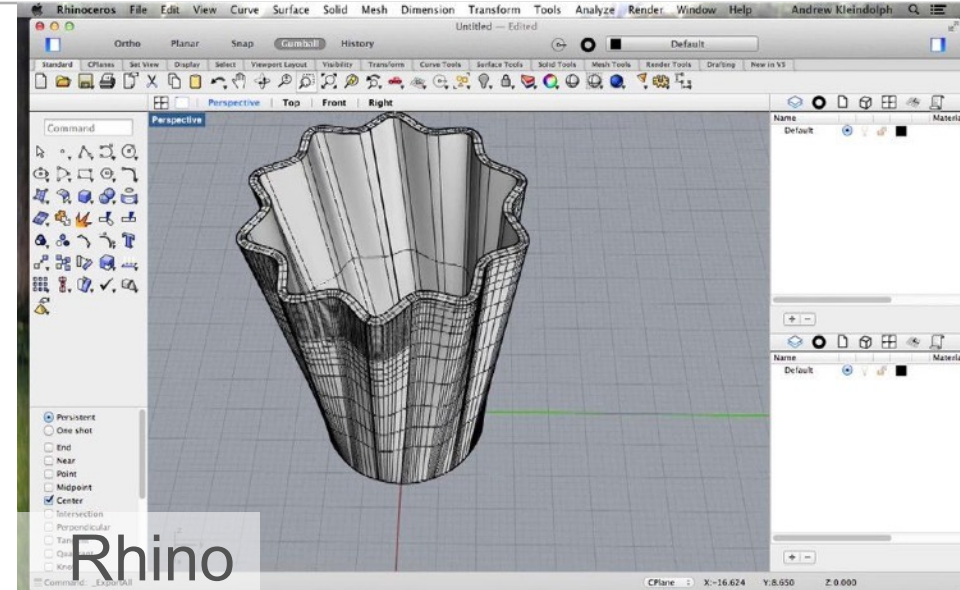 Rhinoceros File Edit View Curve Surface Solid Mesh Dimension Transform Tools Analyze Render Window Help Andrew Kleindolph
Untitled — Edited
Ortho Planar Snap Gumball History Default
Standard CPlanes Set View Display Select Viewport Layout Visibility Transform Curve Tools Surface Tools Solid Tools Mesh Tools Render Tools Drafting New in V5
Perspective Top Front Right
Perspective
Command
Name Materia
Default
Name Materia
Default
Persistent
One shot
End
Near
Point
Midpoint
Center
Intersection
Perpendicular
Rhino
Command: _ExportAll
CPlane X:-16.624 Y:8.650 Z:0.000